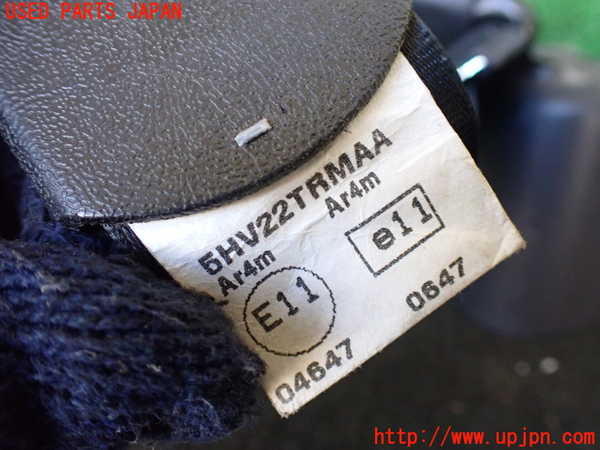 USED PARTS JAPAN
5HV22TRMAA
Ar4m
Ar4m
e11
E11
0647
04647
http://www.upjpn.com/